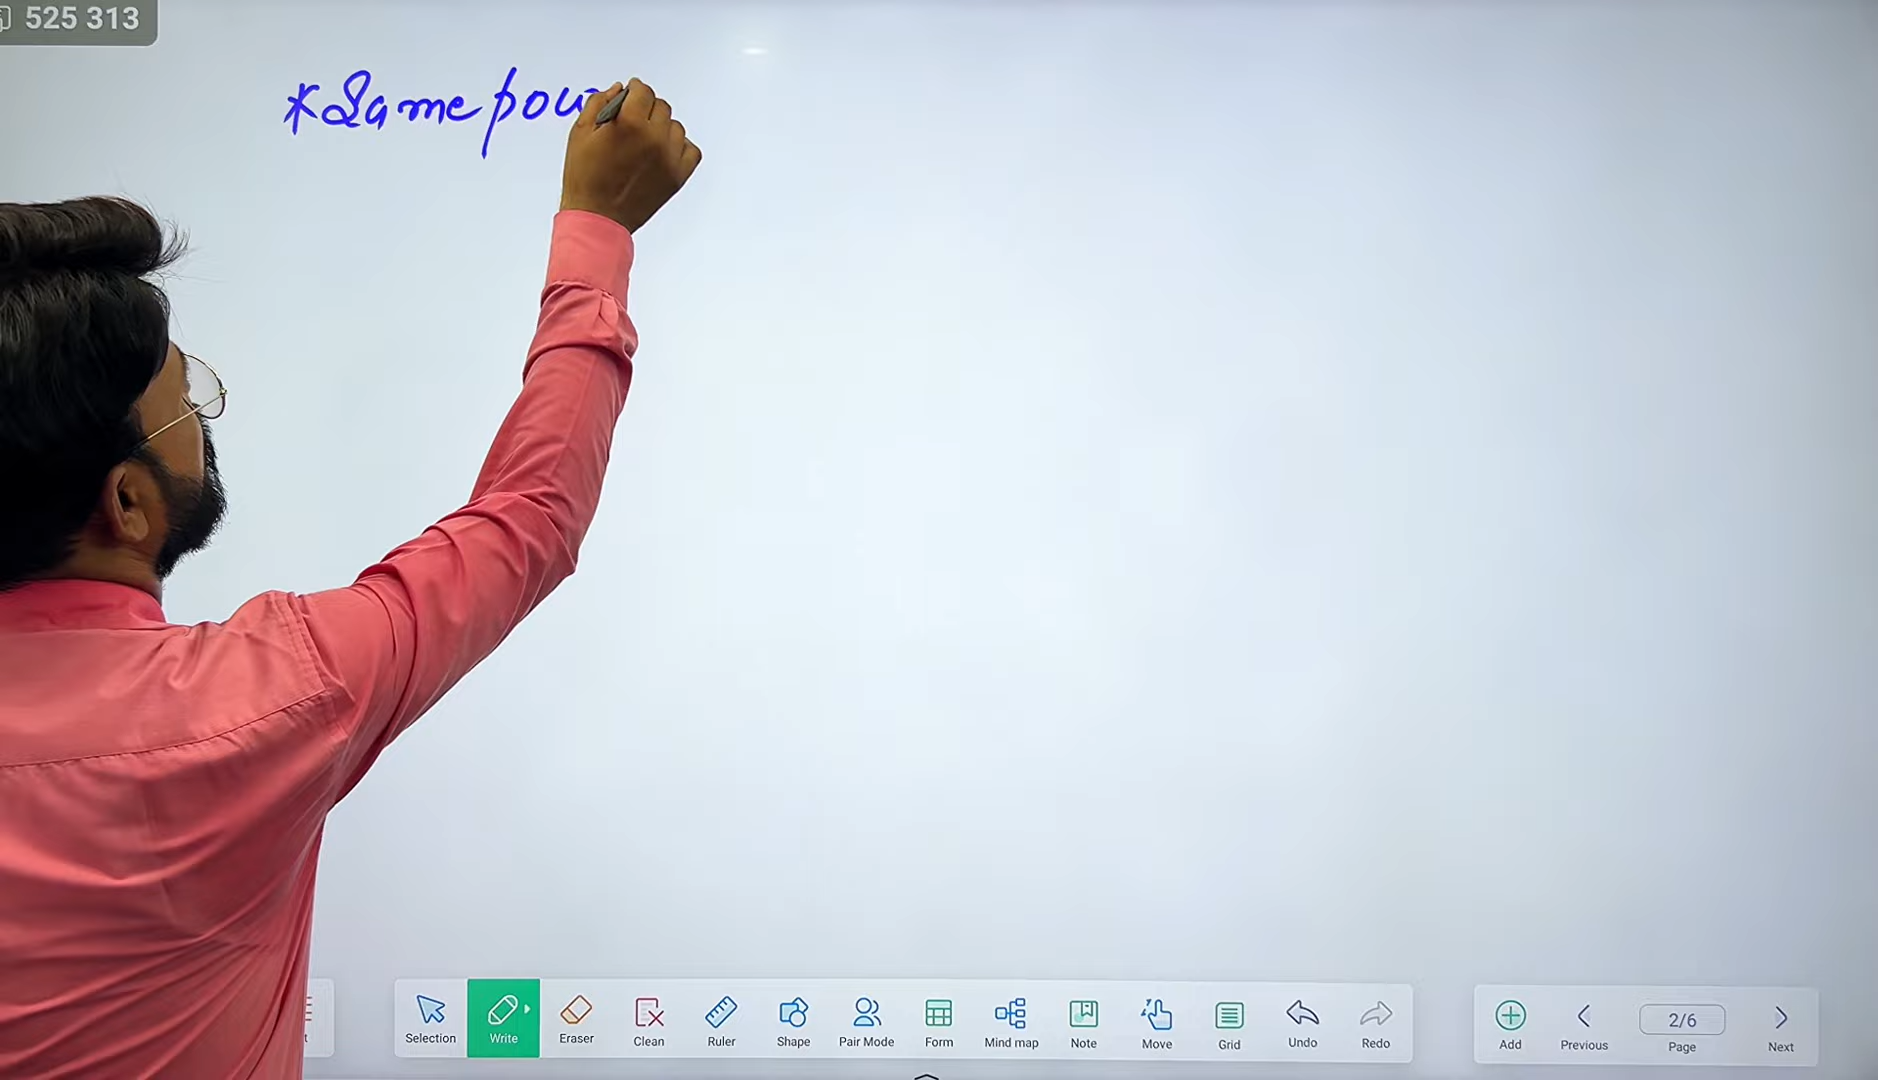 525 313
*Same pow
Selection Write Eraser Clean Ruler Shape Pair Mode Form Mind map Note Move Grid Undo Redo Add Previous 2/6 Page Next